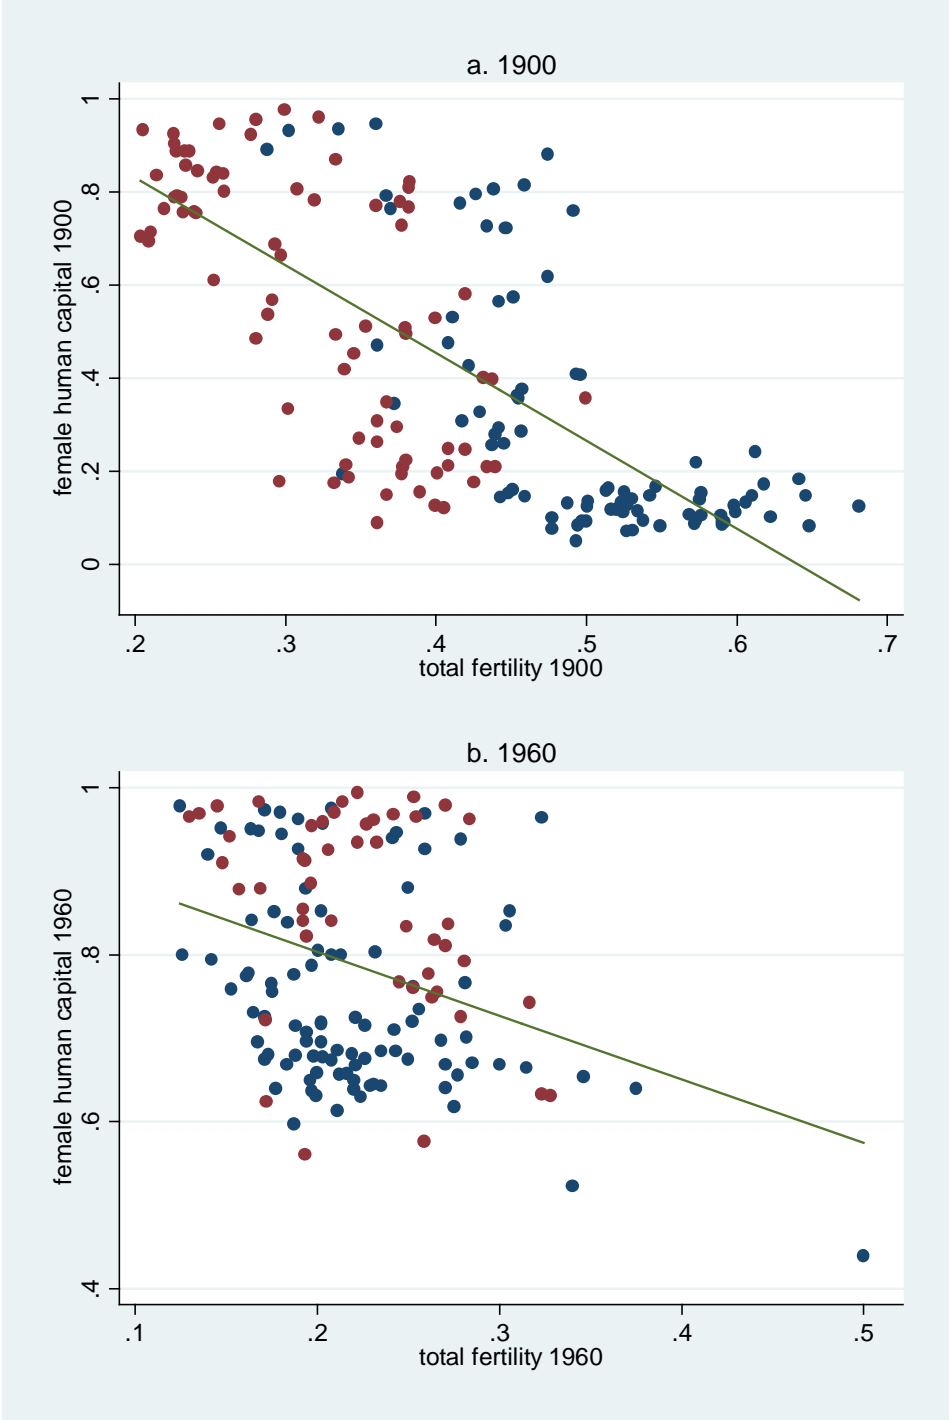 a. 1900
female human capital 1900
1
.8
.6
.4
.2
0
.2 .3 .4 .5 .6 .7
total fertility 1900
b. 1960
female human capital 1960
1
.8
.6
.4
.1 .2 .3 .4 .5
total fertility 1960